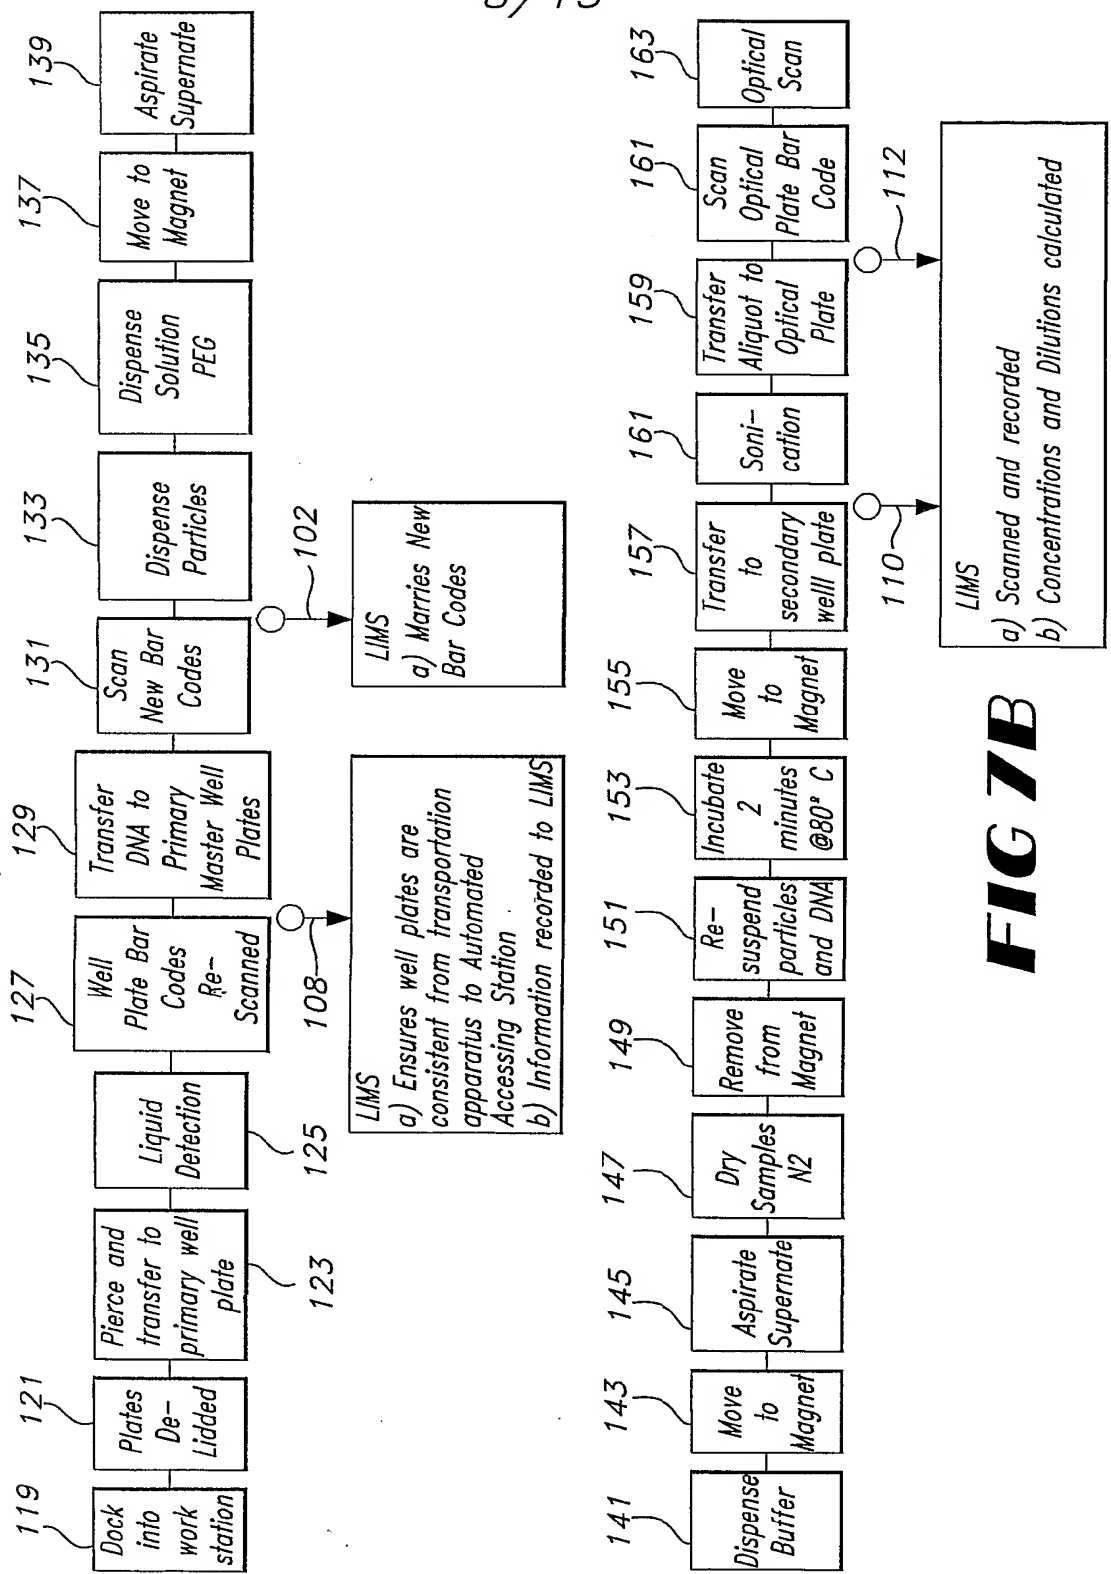 119
Dock
into
work
station
121
Plates
De-
Lidded
Pierce and
transfer to
primary well
plate
123
Liquid
Detection
125
127
Well
Plate Bar
Codes
Re-
Scanned
129
Transfer
DNA to
Primary
Master Well
Plates
131
Scan
New Bar
Codes
133
Dispense
Particles
135
Dispense
Solution
PEG
137
Move to
Magnet
139
Aspirate
Supernate
108
LIMS
a) Ensures well plates are
consistent from transportation
apparatus to Automated
Accessing Station
b) Information recorded to LIMS
102
LIMS
a) Marries New
Bar Codes
141
Dispense
Buffer
143
Move
to
Magnet
145
Aspirate
Supernate
147
Dry
Samples
N2
149
Remove
from
Magnet
151
Re-
suspend
particles
and DNA
153
Incubate
2
minutes
@80° C
155
Move
to
Magnet
157
Transfer
to
secondary
well plate
161
Soni-
cation
159
Transfer
Aliquot to
Optical
Plate
161
Scan
Optical
Plate Bar
Code
163
Optical
Scan
110
112
LIMS
a) Scanned and recorded
b) Concentrations and Dilutions calculated
FIG 7B